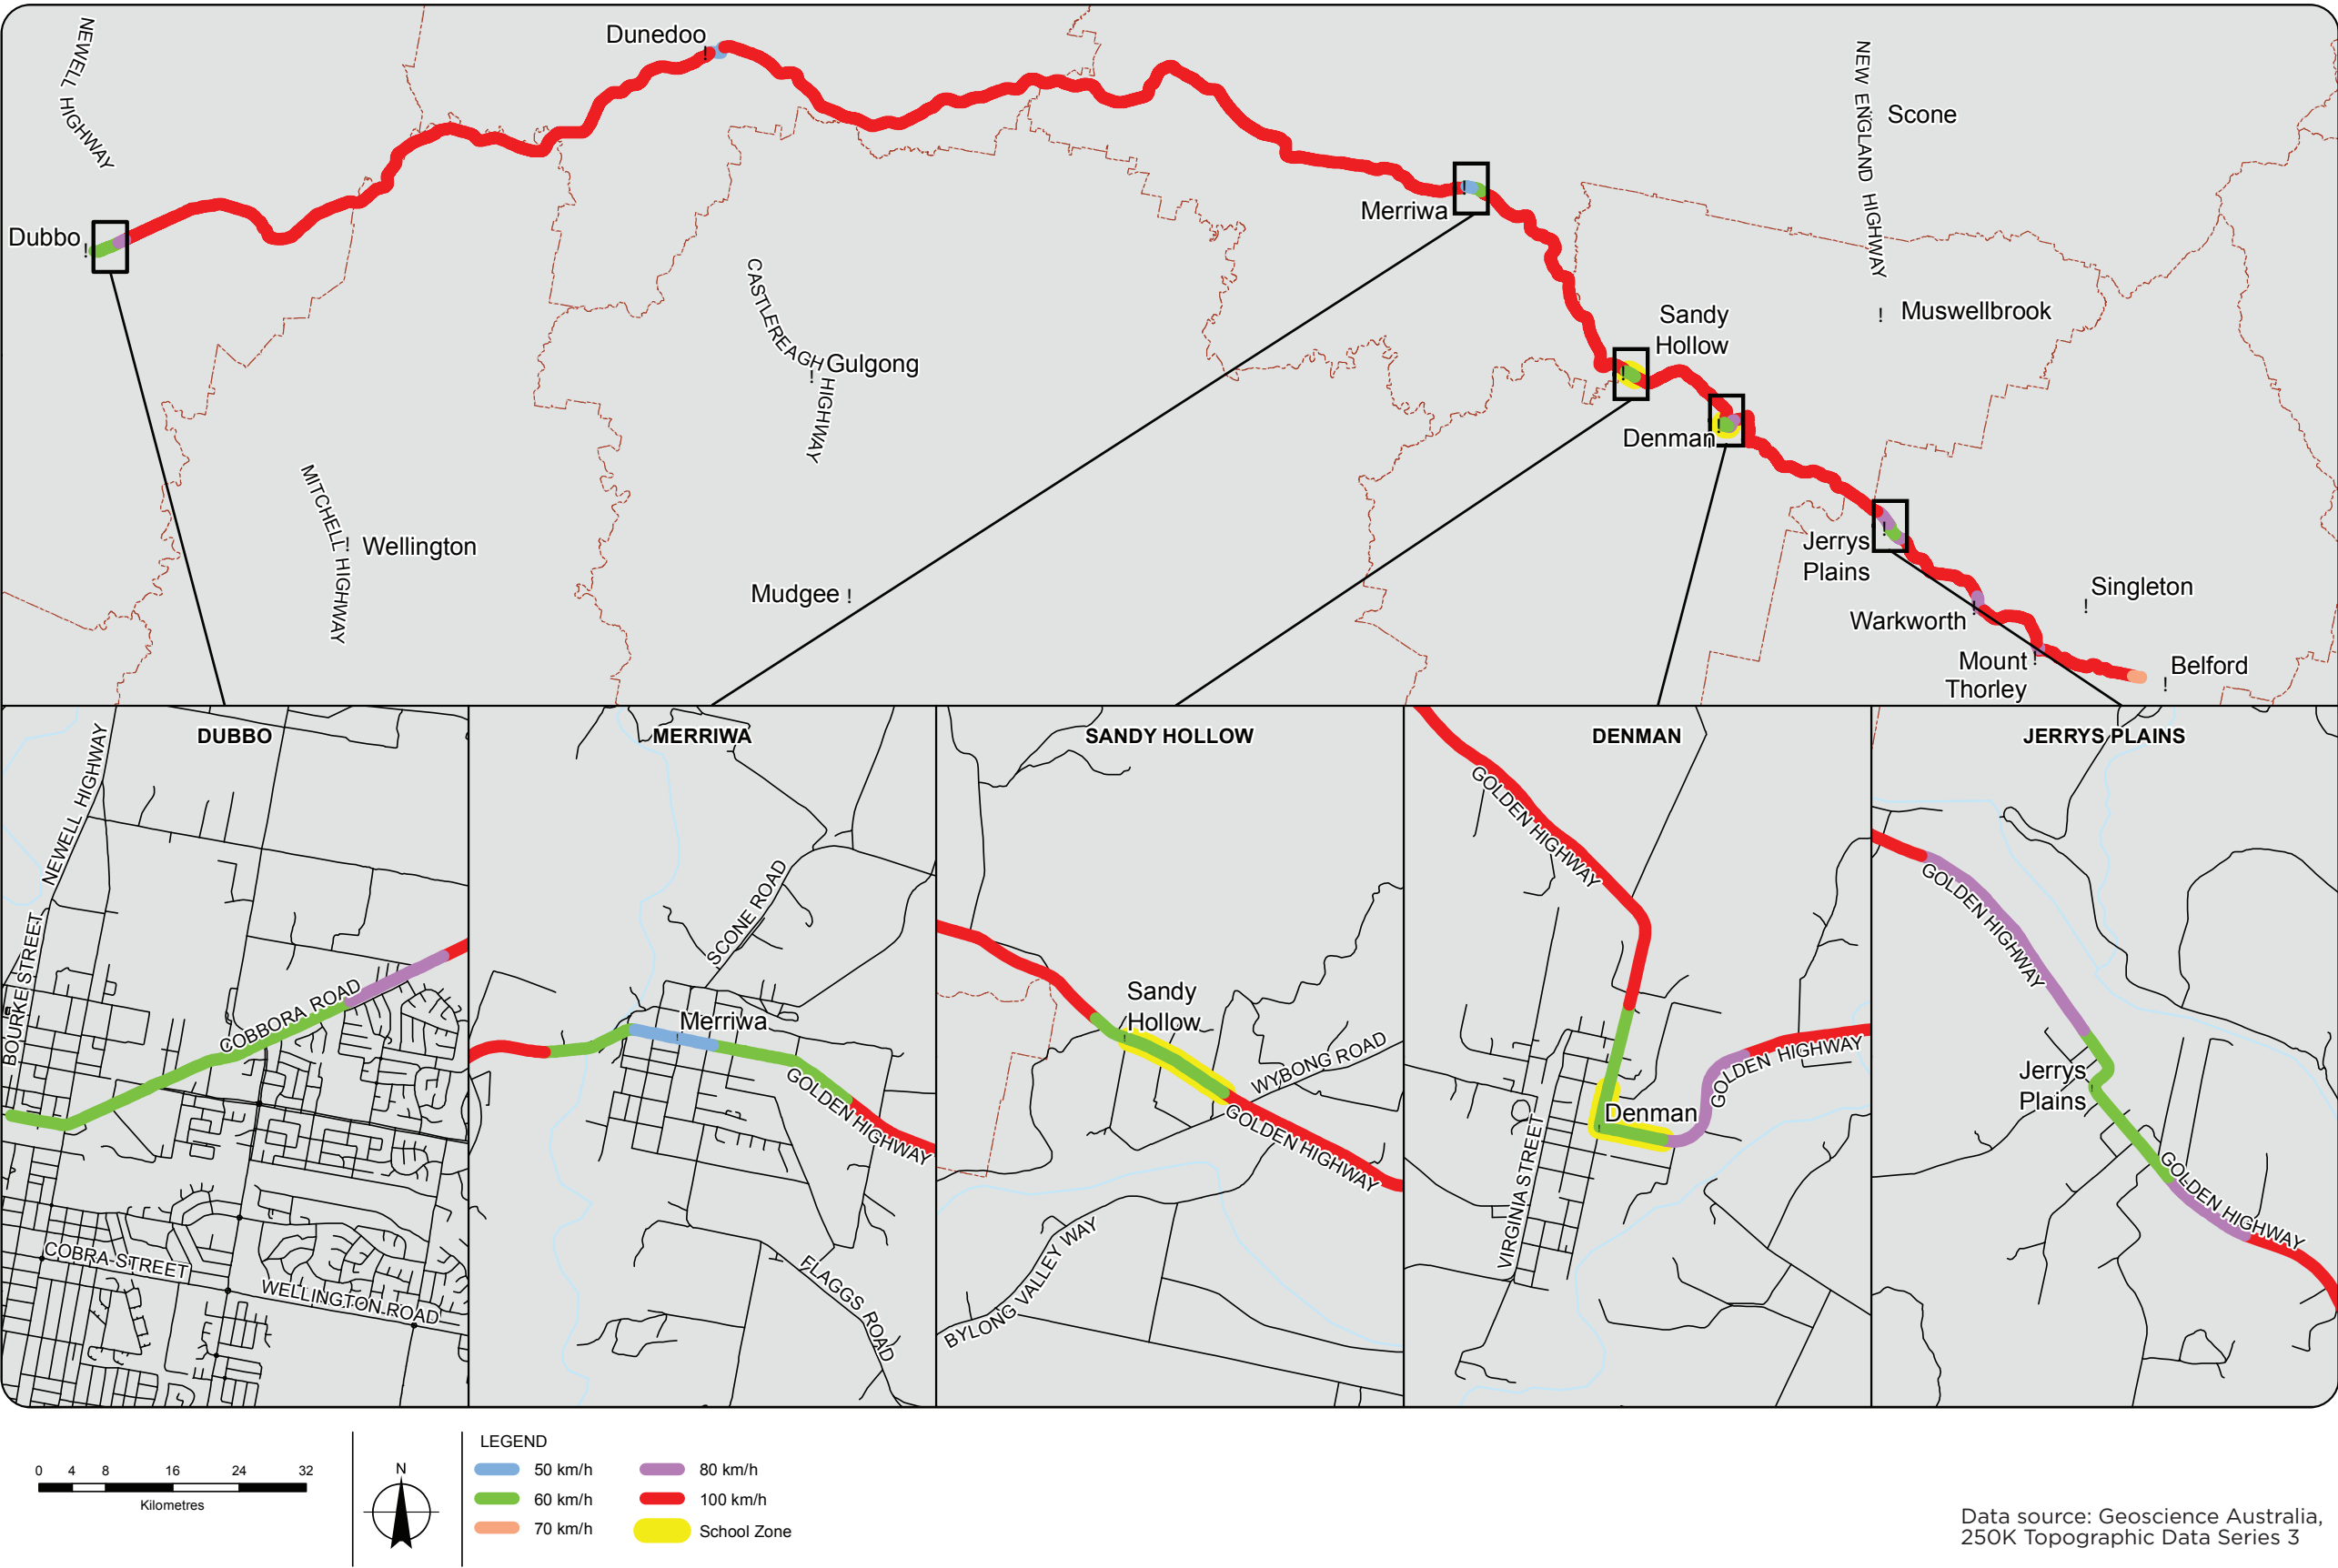 NEWELL HIGHWAY
Dunedoo
NEW ENGLAND HIGHWAY
Scone
Dubbo
Merriwa
CASTLEREAGH HIGHWAY
Gulgong
Sandy
Hollow
Muswellbrook
Denman
MITCHELL HIGHWAY
Wellington
Mudgee
Jerrys
Plains
Singleton
Warkworth
Mount
Thorley
Belford
DUBBO
NEWELL HIGHWAY
BOURKE STREET
COBBORA ROAD
COBRA STREET
WELLINGTON ROAD
MERRIWA
SCONE ROAD
Merriwa
GOLDEN HIGHWAY
FLAGGS ROAD
SANDY HOLLOW
Sandy
Hollow
WYBONG ROAD
GOLDEN HIGHWAY
BYLONG VALLEY WAY
DENMAN
GOLDEN HIGHWAY
Denman
GOLDEN HIGHWAY
VIRGINIA STREET
JERRYS PLAINS
GOLDEN HIGHWAY
Jerrys
Plains
GOLDEN HIGHWAY
0 4 8 16 24 32
Kilometres
N
LEGEND
50 km/h
60 km/h
70 km/h
80 km/h
100 km/h
School Zone
Data source: Geoscience Australia,
250K Topographic Data Series 3